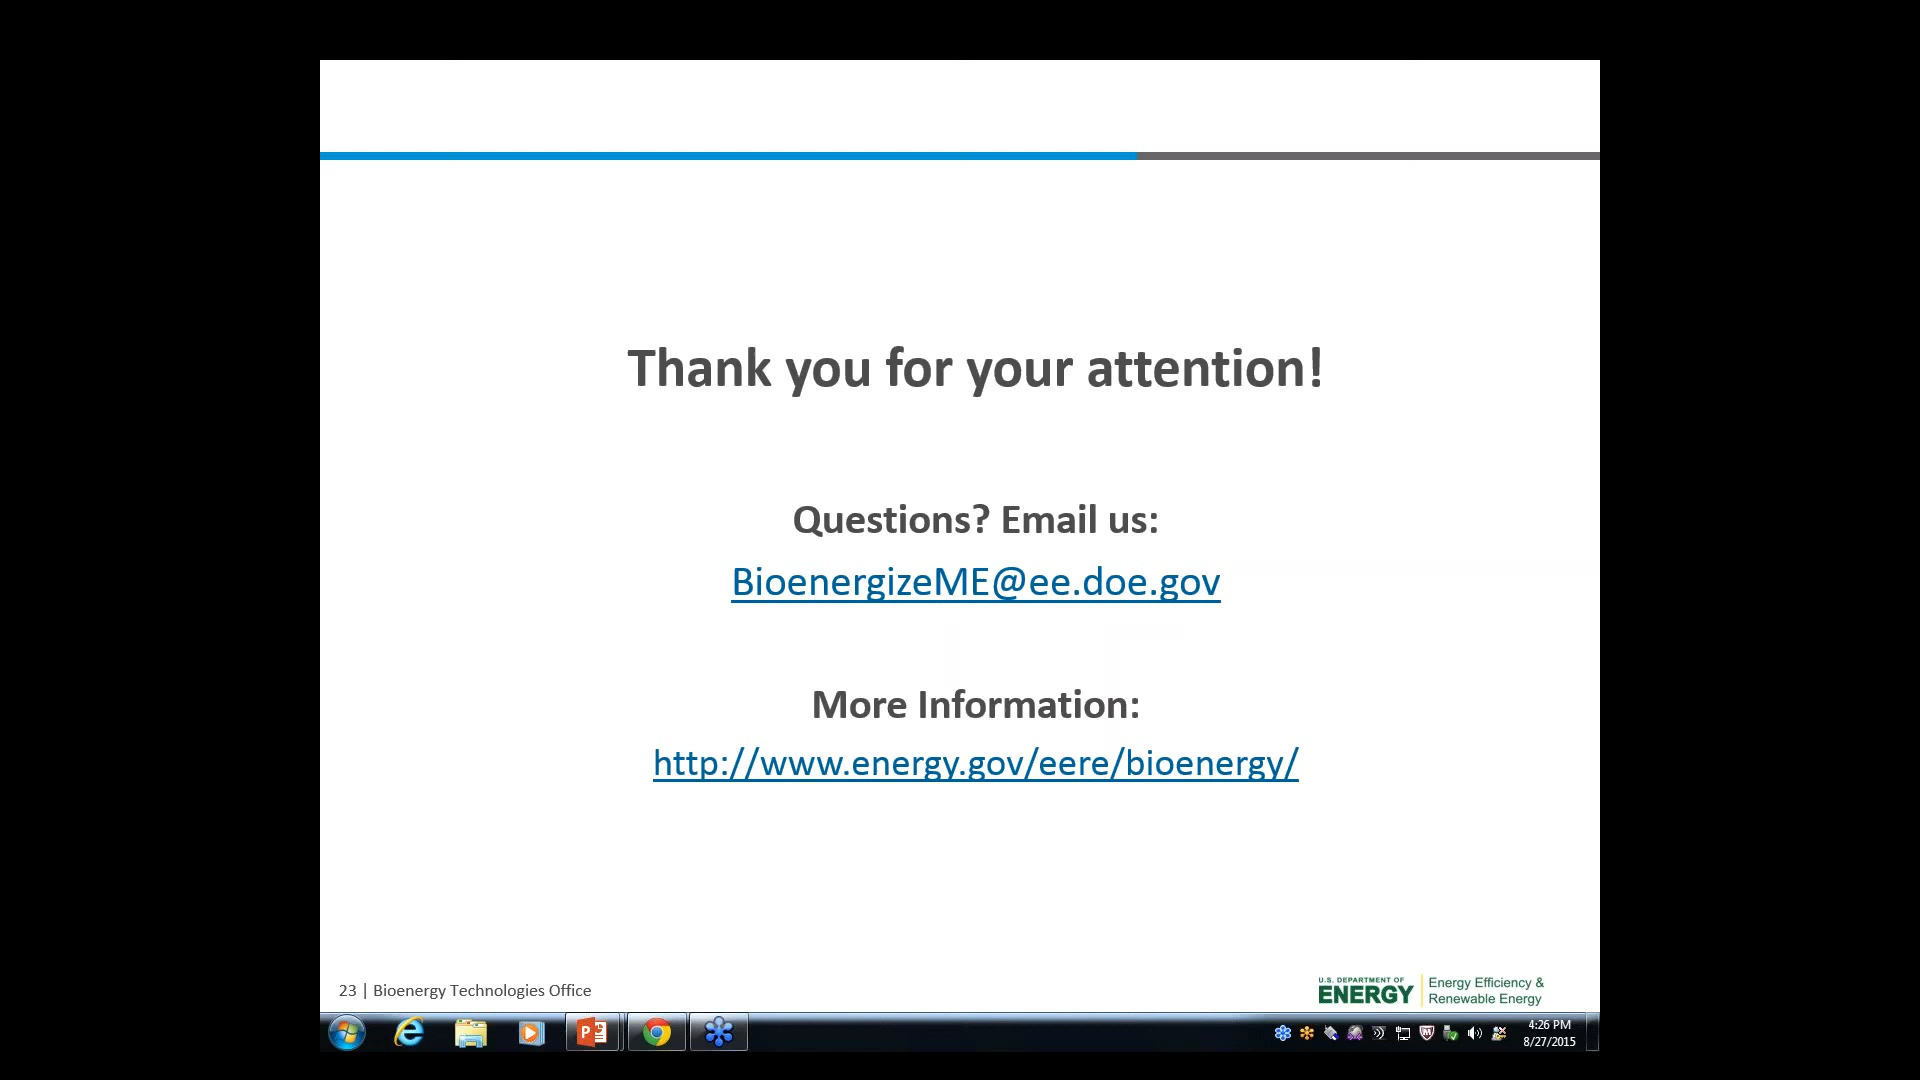 Thank you for your attention!
Questions? Email us:
BioenergizeME@ee.doe.gov
More Information:
http://www.energy.gov/eere/bioenergy/
23 | Bioenergy Technologies Office
U.S. DEPARTMENT OF
ENERGY
Energy Efficiency &
Renewable Energy
4:26 PM
8/27/2015